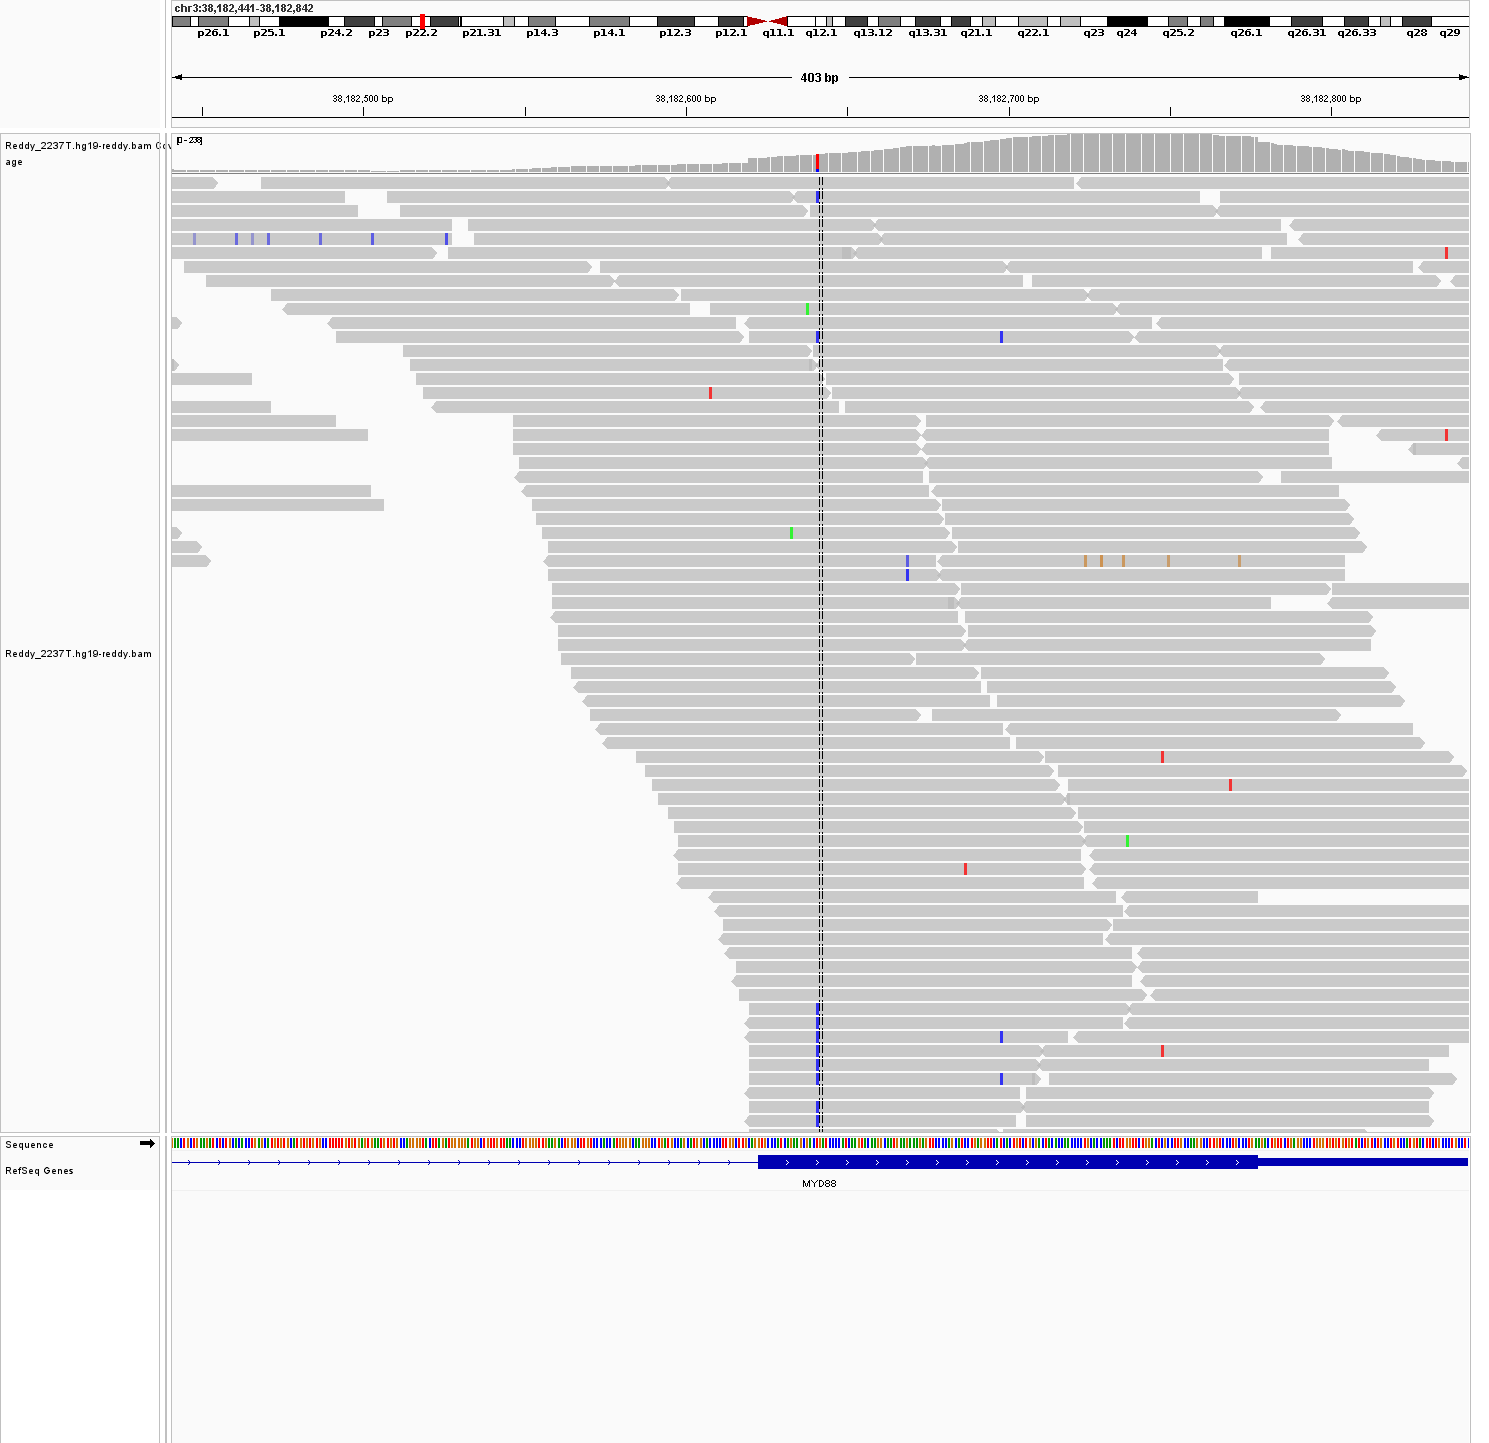 chr3:38,182,441-38,182,842
p26.1 p25.1 p24.2 p23 p22.2 p21.31 p14.3 p14.1 p12.3 p12.1 q11.1 q12.1 q13.12 q13.31 q21.1 q22.1 q23 q24 q25.2 q26.1 q26.31 q26.33 q28 q29
403 bp
38,182,500 bp 38,182,600 bp 38,182,700 bp 38,182,800 bp
Reddy_2237T.hg19-reddy.bam Cov
age
[0 - 238]
Reddy_2237T.hg19-reddy.bam
Sequence
RefSeq Genes
MYD88